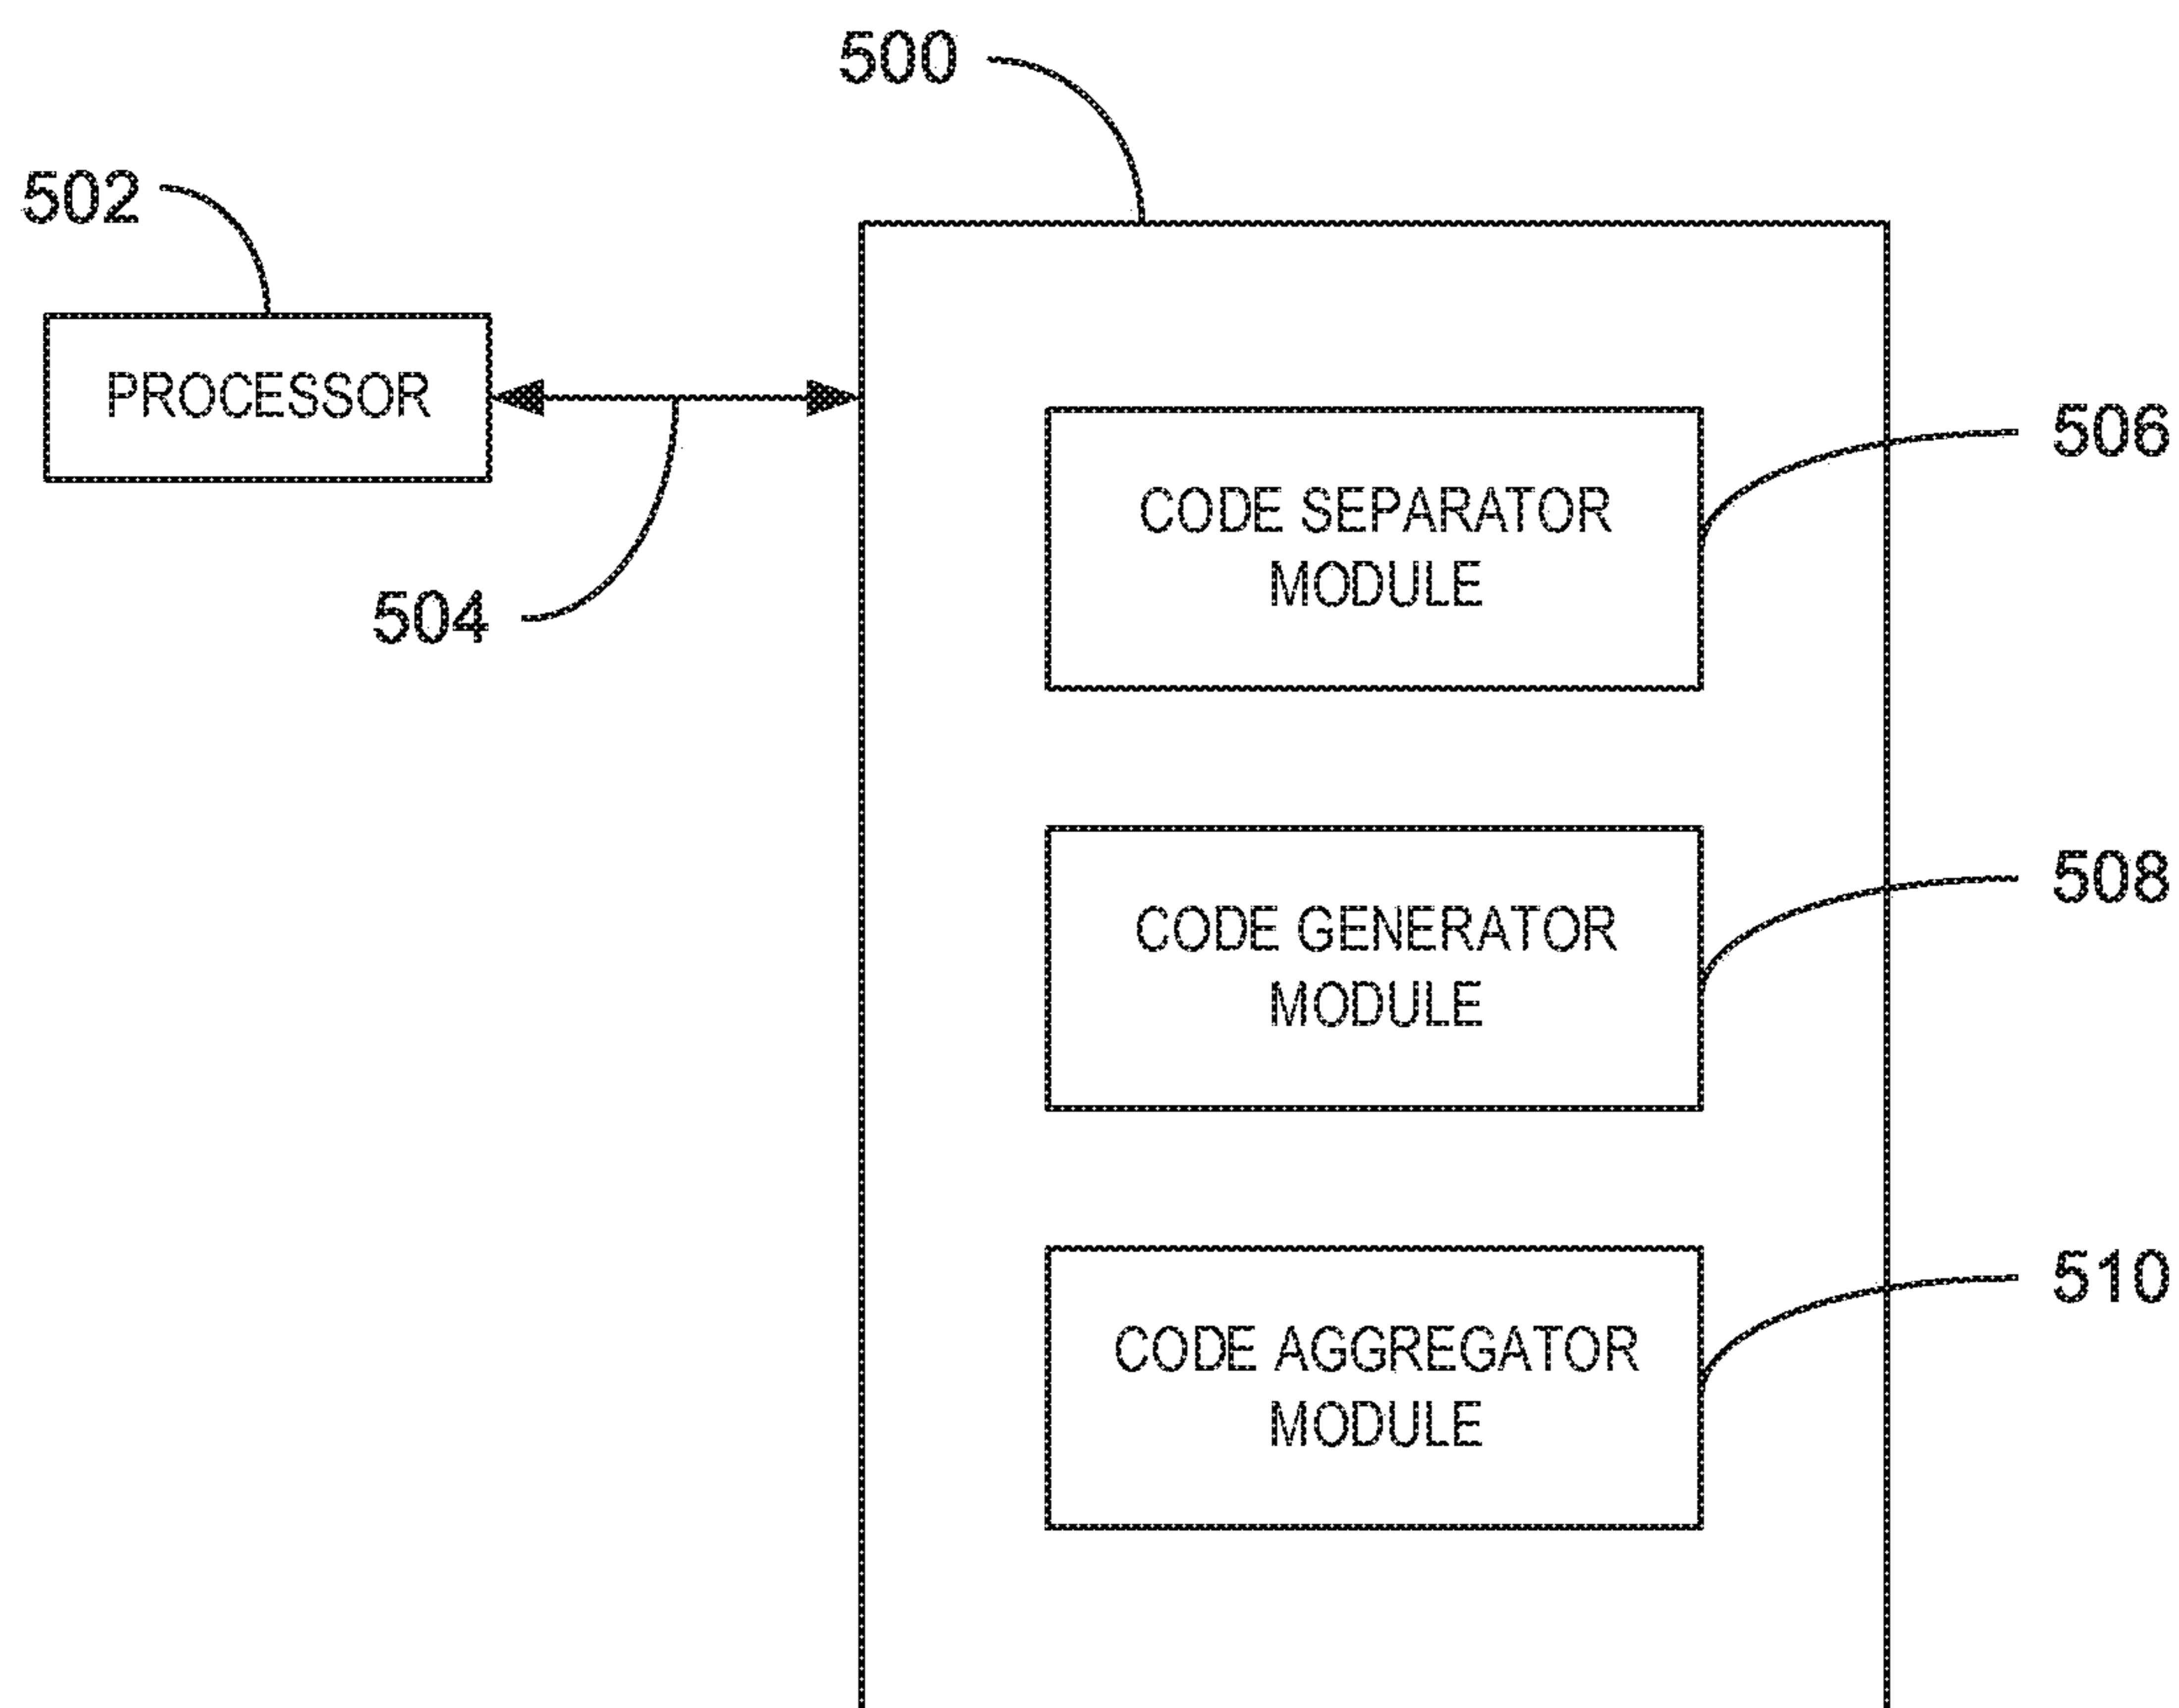 500
502
PROCESSOR
504
CODE SEPARATOR
MODULE
506
CODE GENERATOR
MODULE
508
CODE AGGREGATOR
MODULE
510